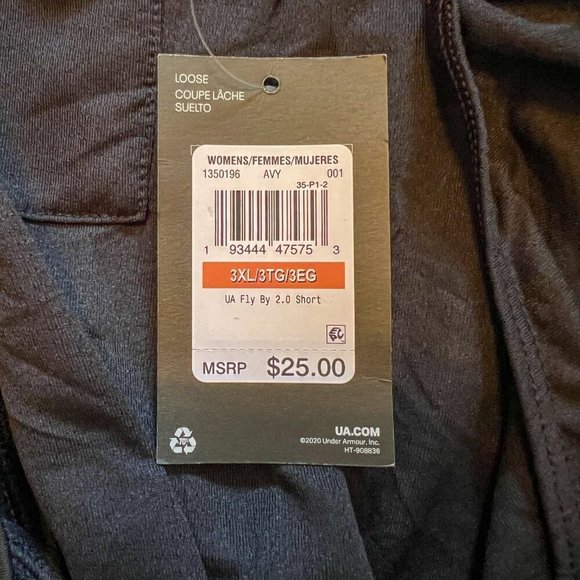 LOOSE
COUPE LÂCHE
SUELTO
WOMENS/FEMMES/MUJERES
1350196 AVY 001
35-P1-2
1 93444 47575 3
3XL/3TG/3EG
UA Fly By 2.0 Short
MSRP $25.00
UA.COM
©2020 Under Armour, Inc.
HT-908836